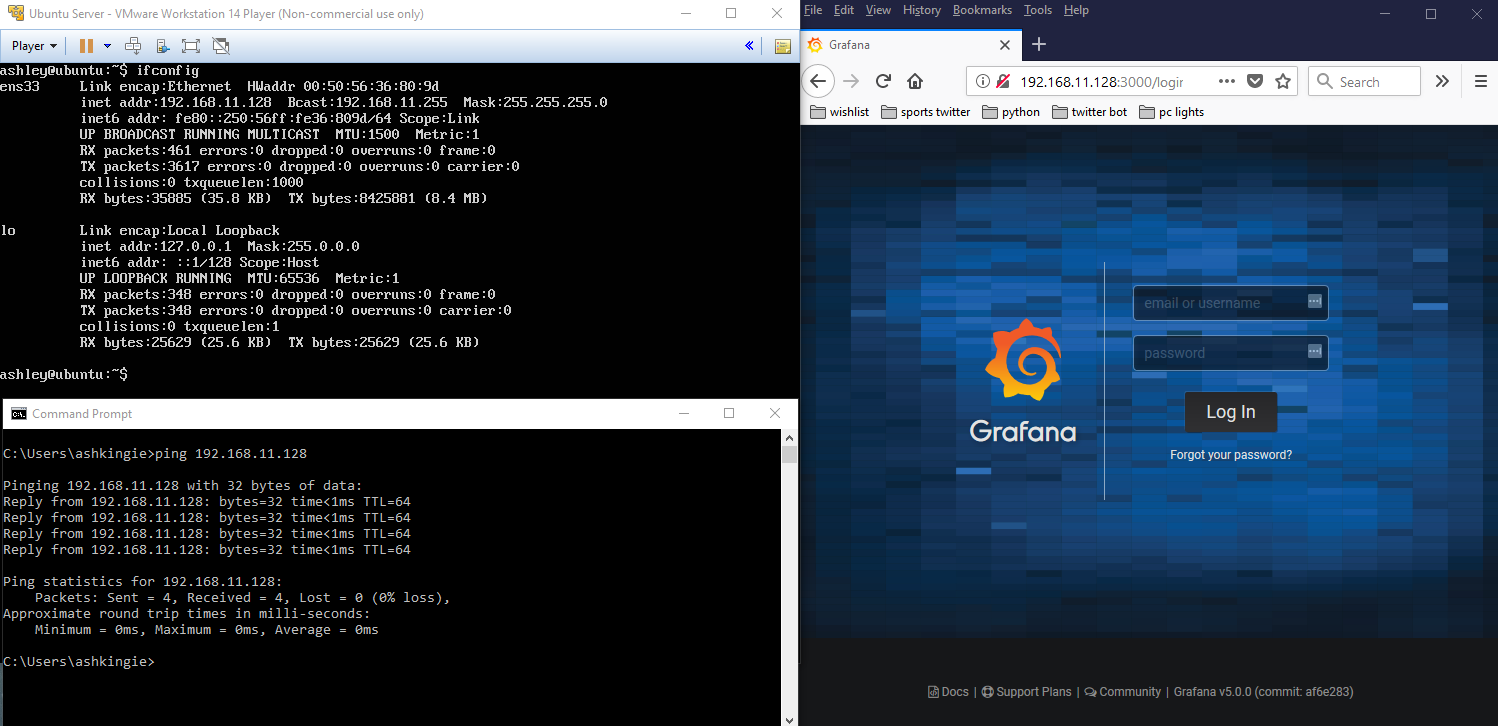 Ubuntu Server - VMware Workstation 14 Player (Non-commercial use only)
Player
ashley@ubuntu:~$ ifconfig
ens33     Link encap:Ethernet  HWaddr 00:50:56:36:80:9d
          inet addr:192.168.11.128  Bcast:192.168.11.255  Mask:255.255.255.0
          inet6 addr: fe80::250:56ff:fe36:809d/64 Scope:Link
          UP BROADCAST RUNNING MULTICAST  MTU:1500  Metric:1
          RX packets:461 errors:0 dropped:0 overruns:0 frame:0
          TX packets:3617 errors:0 dropped:0 overruns:0 carrier:0
          collisions:0 txqueuelen:1000
          RX bytes:35885 (35.8 KB)  TX bytes:8425881 (8.4 MB)
lo        Link encap:Local Loopback
          inet addr:127.0.0.1  Mask:255.0.0.0
          inet6 addr: ::1/128 Scope:Host
          UP LOOPBACK RUNNING  MTU:65536  Metric:1
          RX packets:348 errors:0 dropped:0 overruns:0 frame:0
          TX packets:348 errors:0 dropped:0 overruns:0 carrier:0
          collisions:0 txqueuelen:1
          RX bytes:25629 (25.6 KB)  TX bytes:25629 (25.6 KB)
ashley@ubuntu:~$
C:\. Command Prompt
C:\Users\ashkingie>ping 192.168.11.128
Pinging 192.168.11.128 with 32 bytes of data:
Reply from 192.168.11.128: bytes=32 time<1ms TTL=64
Reply from 192.168.11.128: bytes=32 time<1ms TTL=64
Reply from 192.168.11.128: bytes=32 time<1ms TTL=64
Reply from 192.168.11.128: bytes=32 time<1ms TTL=64
Ping statistics for 192.168.11.128:
    Packets: Sent = 4, Received = 4, Lost = 0 (0% loss),
Approximate round trip times in milli-seconds:
    Minimum = 0ms, Maximum = 0ms, Average = 0ms
C:\Users\ashkingie>
File Edit View History Bookmarks Tools Help
Grafana
192.168.11.128:3000/login
Search
wishlist sports twitter python twitter bot pc lights
Grafana
email or username
password
Log In
Forgot your password?
Docs | Support Plans | Community | Grafana v5.0.0 (commit: af6e283)